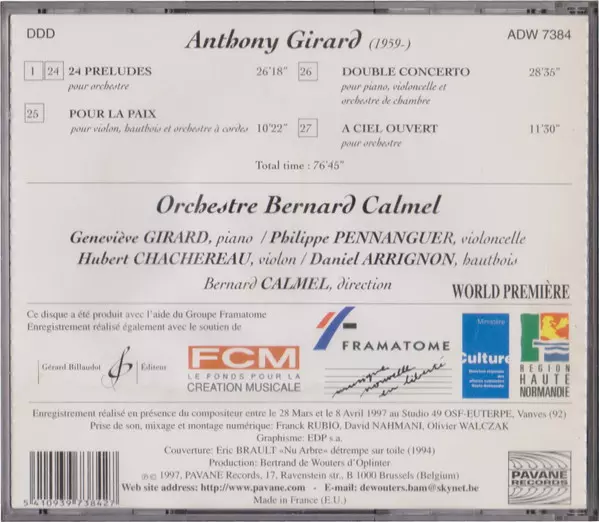 DDD
Anthony Girard (1959-)
ADW 7384
1 24 24 PRELUDES 26'18"
pour orchestre
25 POUR LA PAIX
pour violon, hautbois et orchestre à cordes 10'22"
26 DOUBLE CONCERTO 28'35"
pour piano, violoncelle et
orchestre de chambre
27 A CIEL OUVERT 11'30"
pour orchestre
Total time : 76'45"
Orchestre Bernard Calmel
Geneviève GIRARD, piano / Philippe PENNANGUER, violoncelle
Hubert CHACHEREAU, violon / Daniel ARRIGNON, hautbois
Bernard CALMEL, direction
WORLD PREMIÈRE
Ce disque a été produit avec l'aide du Groupe Framatome
Enregistrement réalisé également avec le soutien de
Gérard Billaudot Éditeur
FCM
LE FONDS POUR LA
CREATION MUSICALE
FRAMATOME
musique nouvelle en liberté
Ministère
Culture
REGION
HAUTE
NORMANDIE
Enregistrement réalisé en présence du compositeur entre le 28 Mars et le 8 Avril 1997 au Studio 49 OSF-EUTERPE, Vanves (92)
Prise de son, mixage et montage numérique: Franck RUBIO, David NAHMANI, Olivier WALCZAK
Graphisme: EDP s.a.
Couverture: Eric BRAULT «Nu Arbre» détrempe sur toile (1994)
Production: Bertrand de Wouters d'Oplinter
℗© 1997, PAVANE Records, 17, Ravenstein str., B 1000 Brussels (Belgium)
Web site address: http://www.pavane.com - E-mail: dewouters.bam@skynet.be
Made in France (E.U.)
5 410939 738427
PAVANE
RECORDS